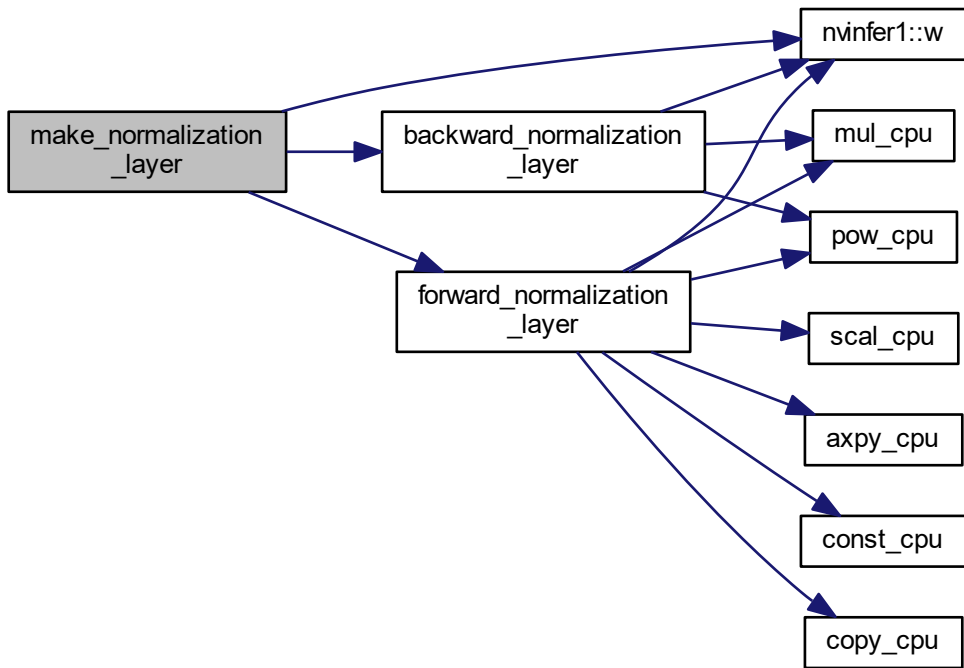 make_normalization
_layer
backward_normalization
_layer
forward_normalization
_layer
nvinfer1::w
mul_cpu
pow_cpu
scal_cpu
axpy_cpu
const_cpu
copy_cpu